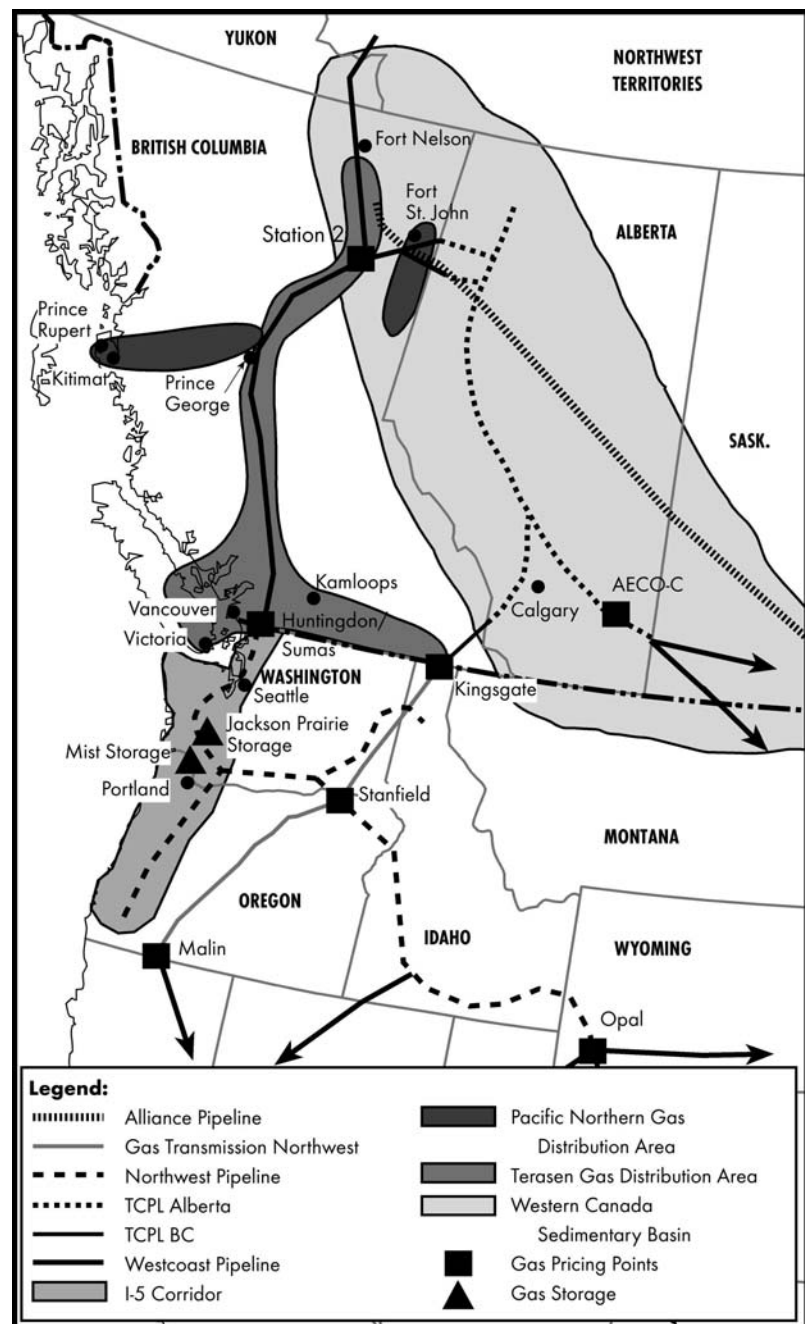 YUKON
NORTHWEST
TERRITORIES
BRITISH COLUMBIA
Fort Nelson
Fort
St. John
Station 2
ALBERTA
Prince
Rupert
Kitimat
Prince
George
SASK.
Kamloops
AECO-C
Vancouver
Huntingdon/
Calgary
Victoria
Sumas
WASHINGTON
Kingsgate
Seattle
Jackson Prairie
Storage
Mist Storage
Portland
Stanfield
MONTANA
OREGON
IDAHO
WYOMING
Malin
Opal
Legend:
Alliance Pipeline
Gas Transmission Northwest
Northwest Pipeline
TCPL Alberta
TCPL BC
Westcoast Pipeline
I-5 Corridor
Pacific Northern Gas
Distribution Area
Terasen Gas Distribution Area
Western Canada
Sedimentary Basin
Gas Pricing Points
Gas Storage